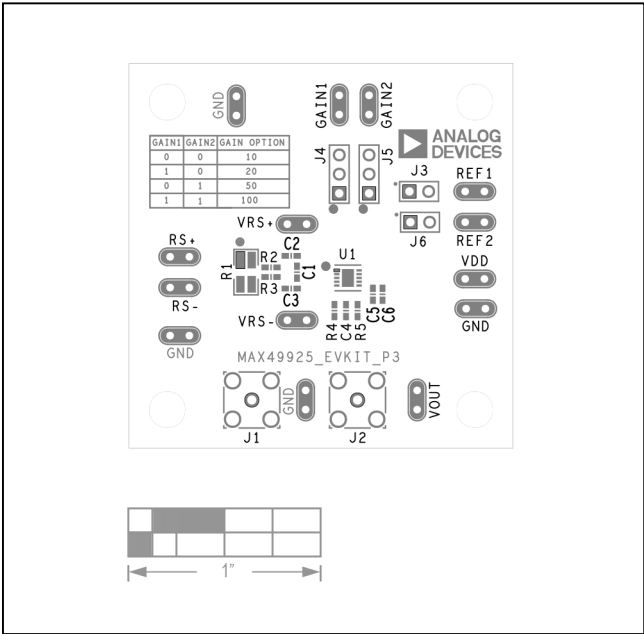 GND
GAIN1
GAIN2
ANALOG
DEVICES
GAIN1 GAIN2 GAIN OPTION
0 0 10
1 0 20
0 1 50
1 1 100
J4
J5
J3
REF1
VRS+
J6
REF2
RS+
C2
U1
R1
R2
R3
C1
VDD
RS-
C3
C5
C6
VRS-
R4
C4
R5
GND
GND
MAX49925_EVKIT_P3
GND
VOUT
J1
J2
1"